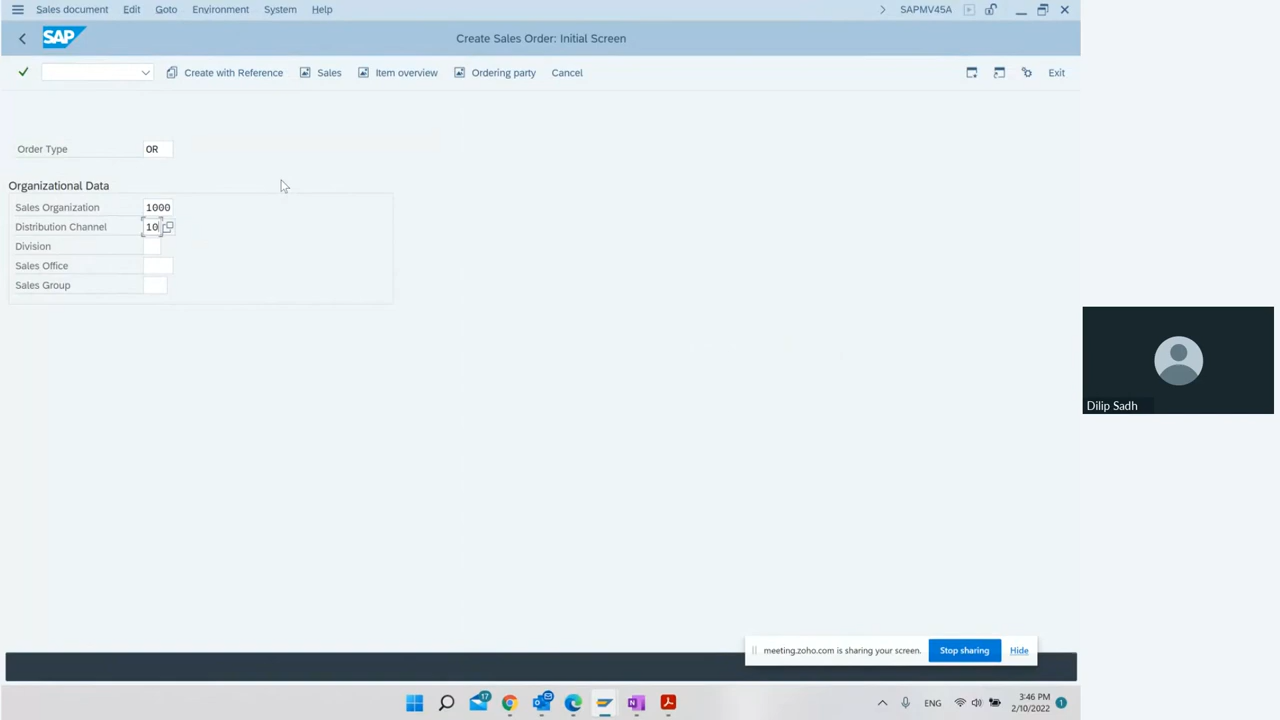 Sales document Edit Goto Environment System Help SAPMV45A
SAP Create Sales Order: Initial Screen
Create with Reference Sales Item overview Ordering party Cancel Exit
Order Type OR
Organizational Data
Sales Organization 1000
Distribution Channel 10
Division
Sales Office
Sales Group
Dilip Sadh
meeting.zoho.com is sharing your screen. Stop sharing Hide
17
ENG
3:46 PM
2/10/2022
1